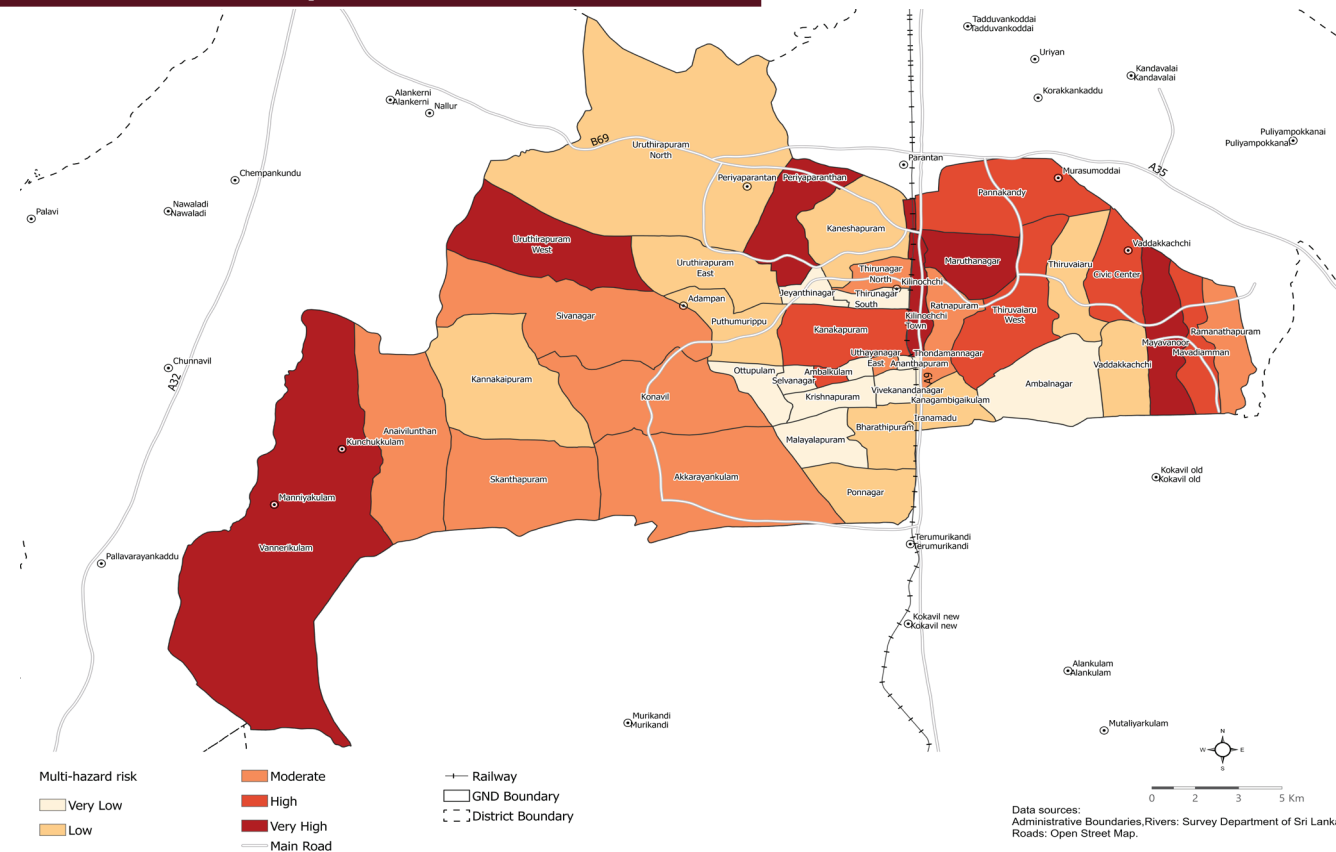 Tadduvankoddai
Tadduvankoddai
Uriyan
Kandavalai
Kandavalai
Alankerni
Alankerni
Nallur
Korakkankaddu
Puliyampokkanai
Puliyampokkanai
B69
Uruthirapuram
North
Parantan
A35
Chempankundu
Periyaparantan
Periyaparanthan
Murasumoddai
Pannakandy
Palavi
Nawaladi
Nawaladi
Kaneshapuram
Uruthirapuram
West
Vaddakkachchi
Uruthirapuram
East
Thirunagar
North
Maruthanagar
Thiruvaiaru
Civic Center
Kilinochchi
Jeyanthinagar
Thirunagar
South
Adampan
Ratnapuram
Sivanagar
Puthumurippu
Kilinochchi
Town
Thiruvaiaru
West
Kanakapuram
Ramanathapuram
Mayavanoor
Mavadiamman
Uthayanagar
East
Thondamannagar
Ananthapuram
Chunnavil
A32
Vaddakkachchi
Ottupulam
Ambalkulam
Selvanagar
Kannakaipuram
A9
Ambalnagar
Vivekanandanagar
Konavil
Krishnapuram
Kanagambigaikulam
Iranamadu
Bharathipuram
Anaivilunthan
Kunchukkulam
Malayalapuram
Skanthapuram
Akkarayankulam
Kokavil old
Kokavil old
Ponnagar
Manniyakulam
Terumurikandi
Terumurikandi
Vannerikulam
Pallavarayankaddu
Kokavil new
Kokavil new
Alankulam
Alankulam
Murikandi
Murikandi
Mutaliyarkulam
N
W E
S
Multi-hazard risk
Very Low
Low
Moderate
High
Very High
Main Road
Railway
GND Boundary
District Boundary
0 2 3 5 Km
Data sources:
Administrative Boundaries,Rivers: Survey Department of Sri Lanka
Roads: Open Street Map.